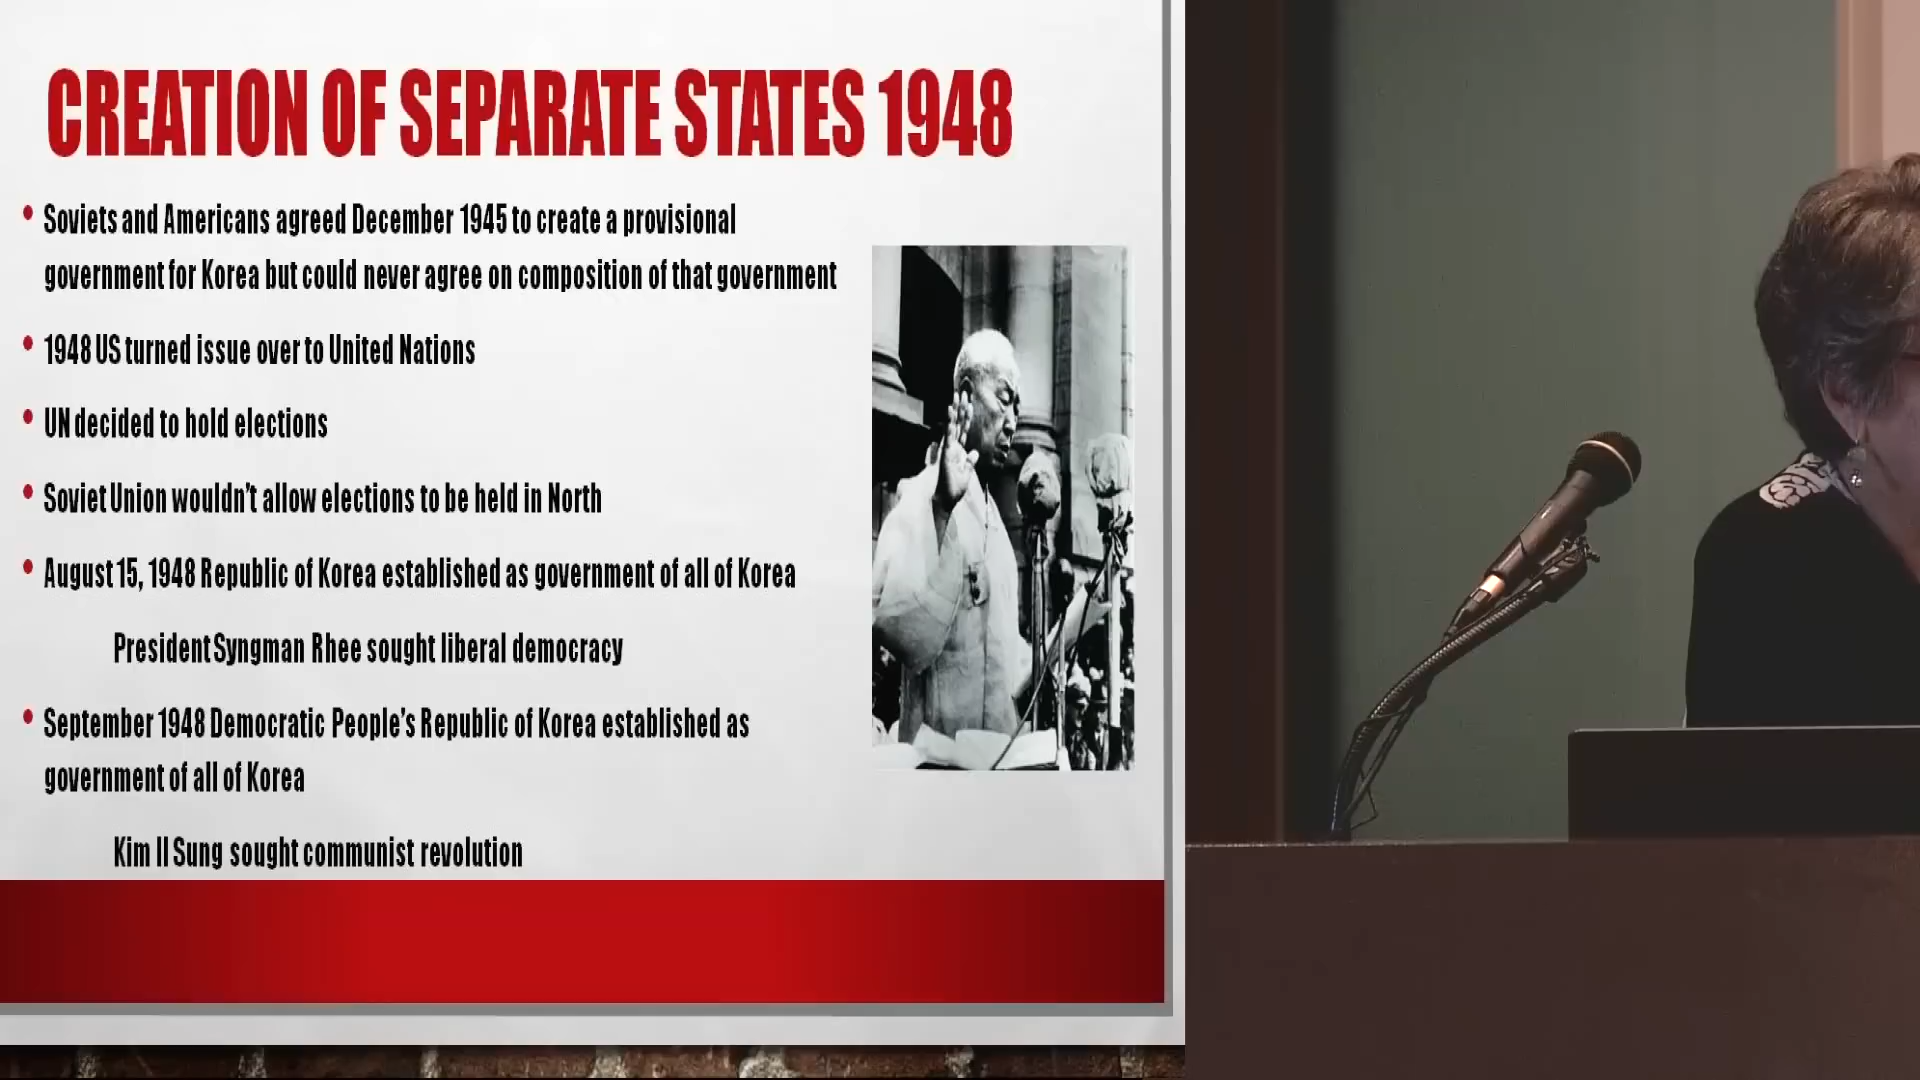 CREATION OF SEPARATE STATES 1948
• Soviets and Americans agreed December 1945 to create a provisional
government for Korea but could never agree on composition of that government
• 1948 US turned issue over to United Nations
• UN decided to hold elections
• Soviet Union wouldn't allow elections to be held in North
• August 15, 1948 Republic of Korea established as government of all of Korea
President Syngman Rhee sought liberal democracy
• September 1948 Democratic People's Republic of Korea established as
government of all of Korea
Kim Il Sung sought communist revolution